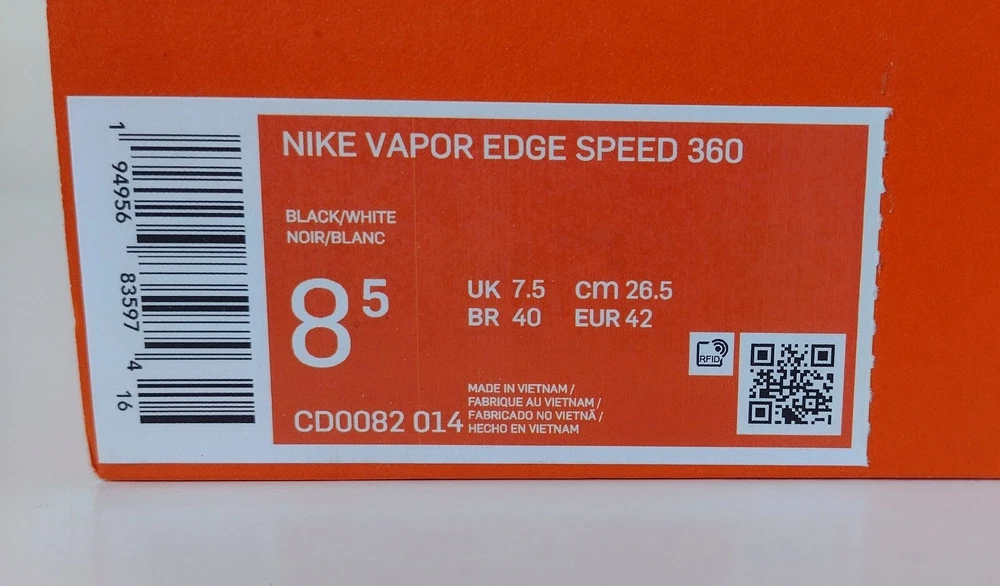 1 94956 83597 4 16
NIKE VAPOR EDGE SPEED 360
BLACK/WHITE
NOIR/BLANC
8 5
UK 7.5 cm 26.5
BR 40 EUR 42
RFID
MADE IN VIETNAM /
FABRIQUE AU VIETNAM /
FABRICADO NO VIETNÃ /
HECHO EN VIETNAM
CD0082 014